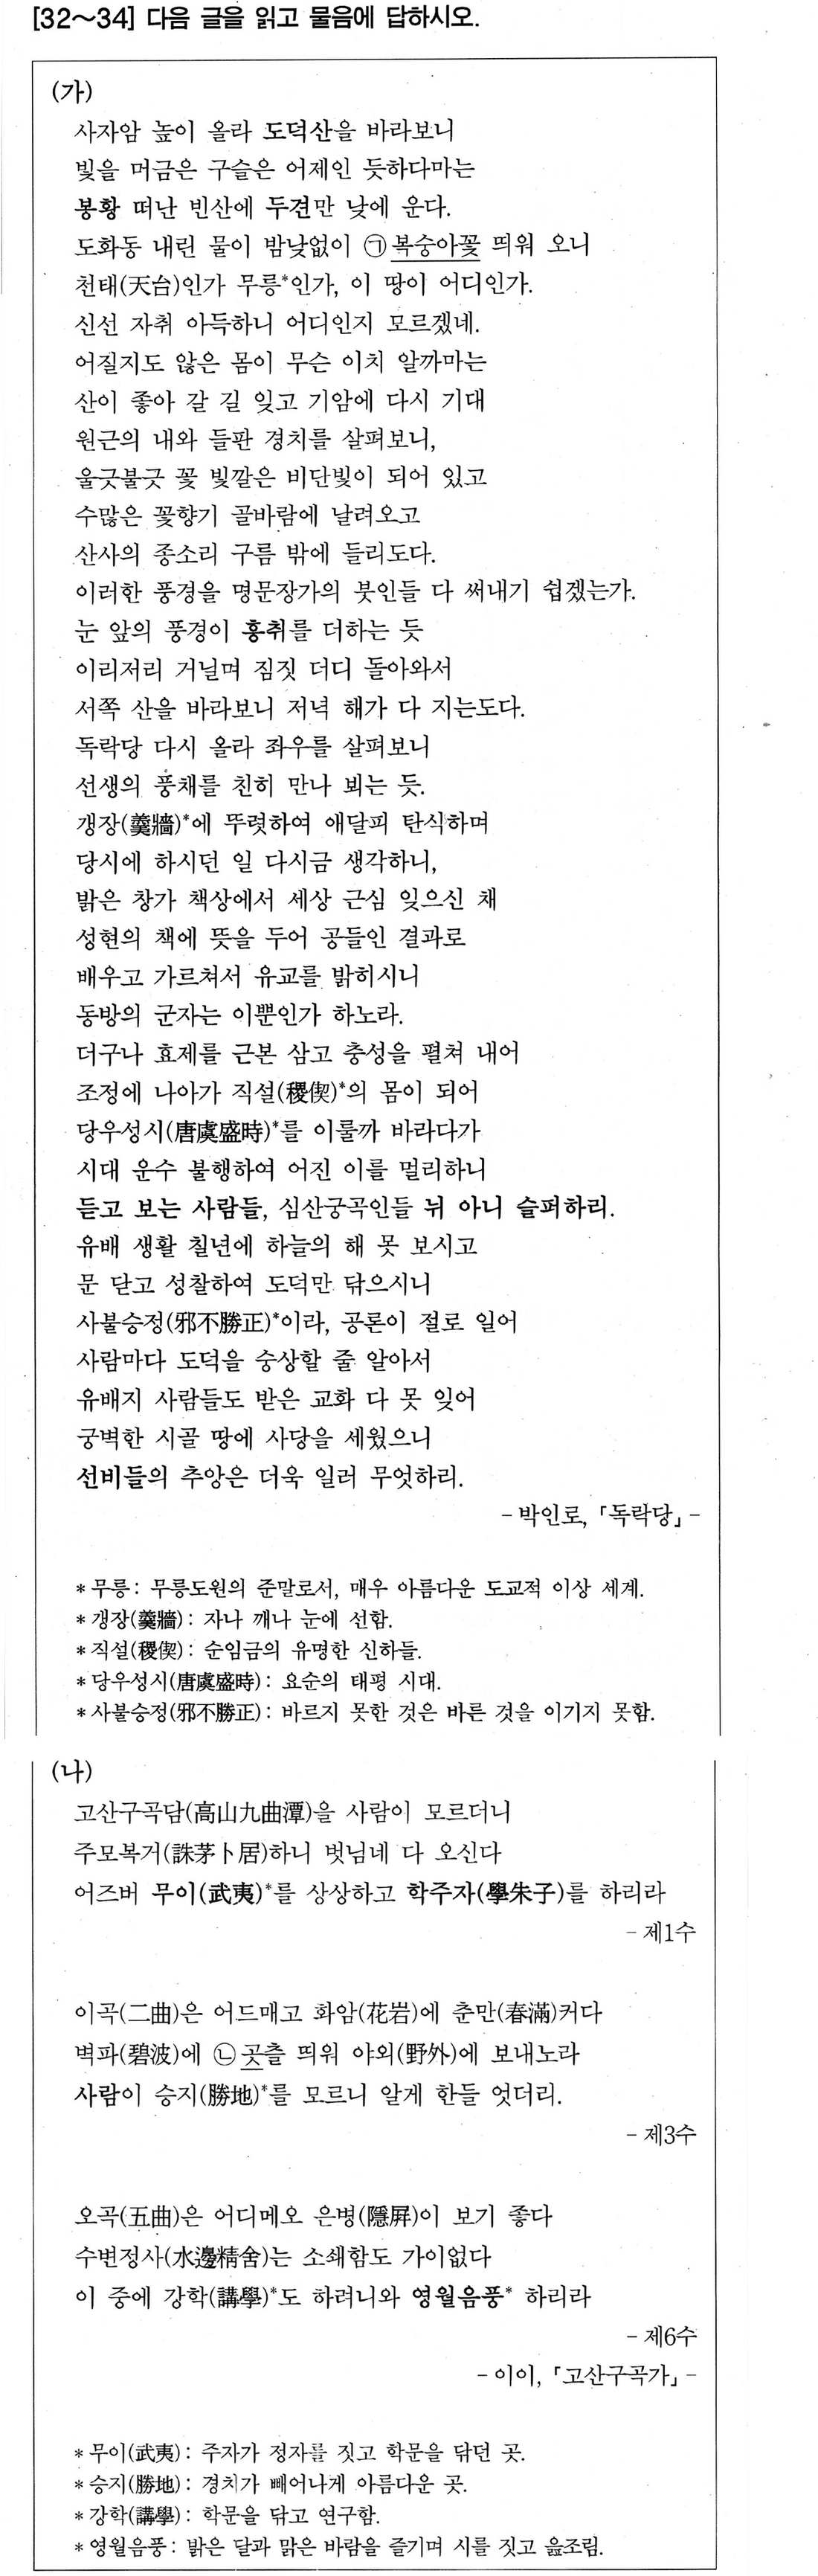 [32～34] 다음 글을 읽고 물음에 답하시오.
(가)
사자암 높이 올라 도덕산을 바라보니
빛을 머금은 구슬은 어제인 듯하다마는
봉황 떠난 빈산에 두견만 낮에 운다.
도화동 내린 물이 밤낮없이 ㉠복숭아꽃 띄워 오니
천태(天台)인가 무릉*인가, 이 땅이 어디인가.
신선 자취 아득하니 어디인지 모르겠네.
어질지도 않은 몸이 무슨 이치 알까마는
산이 좋아 갈 길 잊고 기암에 다시 기대
원근의 내와 들판 경치를 살펴보니,
울긋불긋 꽃 빛깔은 비단빛이 되어 있고
수많은 꽃향기 골바람에 날려오고
산사의 종소리 구름 밖에 들리도다.
이러한 풍경을 명문장가의 붓인들 다 써내기 쉽겠는가.
눈 앞의 풍경이 흥취를 더하는 듯
이리저리 거닐며 짐짓 더디 돌아와서
서쪽 산을 바라보니 저녁 해가 다 지는도다.
독락당 다시 올라 좌우를 살펴보니
선생의 풍채를 친히 만나 뵈는 듯.
갱장(羹牆)*에 뚜렷하여 애달피 탄식하며
당시에 하시던 일 다시금 생각하니,
밝은 창가 책상에서 세상 근심 잊으신 채
성현의 책에 뜻을 두어 공들인 결과로
배우고 가르쳐서 유교를 밝히시니
동방의 군자는 이뿐인가 하노라.
더구나 효제를 근본 삼고 충성을 펼쳐 내어
조정에 나아가 직설(稷偰)*의 몸이 되어
당우성시(唐虞盛時)*를 이룰까 바라다가
시대 운수 불행하여 어진 이를 멀리하니
듣고 보는 사람들, 심산궁곡인들 뉘 아니 슬퍼하리.
유배 생활 칠년에 하늘의 해 못 보시고
문 닫고 성찰하여 도덕만 닦으시니
사불승정(邪不勝正)*이라, 공론이 절로 일어
사람마다 도덕을 숭상할 줄 알아서
유배지 사람들도 받은 교화 다 못 잊어
궁벽한 시골 땅에 사당을 세웠으니
선비들의 추앙은 더욱 일러 무엇하리.
- 박인로, 「독락당」 -
* 무릉: 무릉도원의 준말로서, 매우 아름다운 도교적 이상 세계.
* 갱장(羹牆): 자나 깨나 눈에 선함.
* 직설(稷偰): 순임금의 유명한 신하들.
* 당우성시(唐虞盛時): 요순의 태평 시대.
* 사불승정(邪不勝正): 바르지 못한 것은 바른 것을 이기지 못함.
(나)
고산구곡담(高山九曲潭)을 사람이 모르더니
주모복거(誅茅卜居)하니 벗님네 다 오신다
어즈버 무이(武夷)*를 상상하고 학주자(學朱子)를 하리라
- 제1수
이곡(二曲)은 어드매고 화암(花岩)에 춘만(春滿)커다
벽파(碧波)에 ㉡곳츨 띄워 야외(野外)에 보내노라
사람이 승지(勝地)*를 모르니 알게 한들 엇더리.
- 제3수
오곡(五曲)은 어디메오 은병(隱屛)이 보기 좋다
수변정사(水邊精舍)는 소쇄함도 가이없다
이 중에 강학(講學)*도 하려니와 영월음풍* 하리라
- 제6수
- 이이, 「고산구곡가」 -
* 무이(武夷): 주자가 정자를 짓고 학문을 닦던 곳.
* 승지(勝地): 경치가 빼어나게 아름다운 곳.
* 강학(講學): 학문을 닦고 연구함.
* 영월음풍: 밝은 달과 맑은 바람을 즐기며 시를 짓고 읊조림.